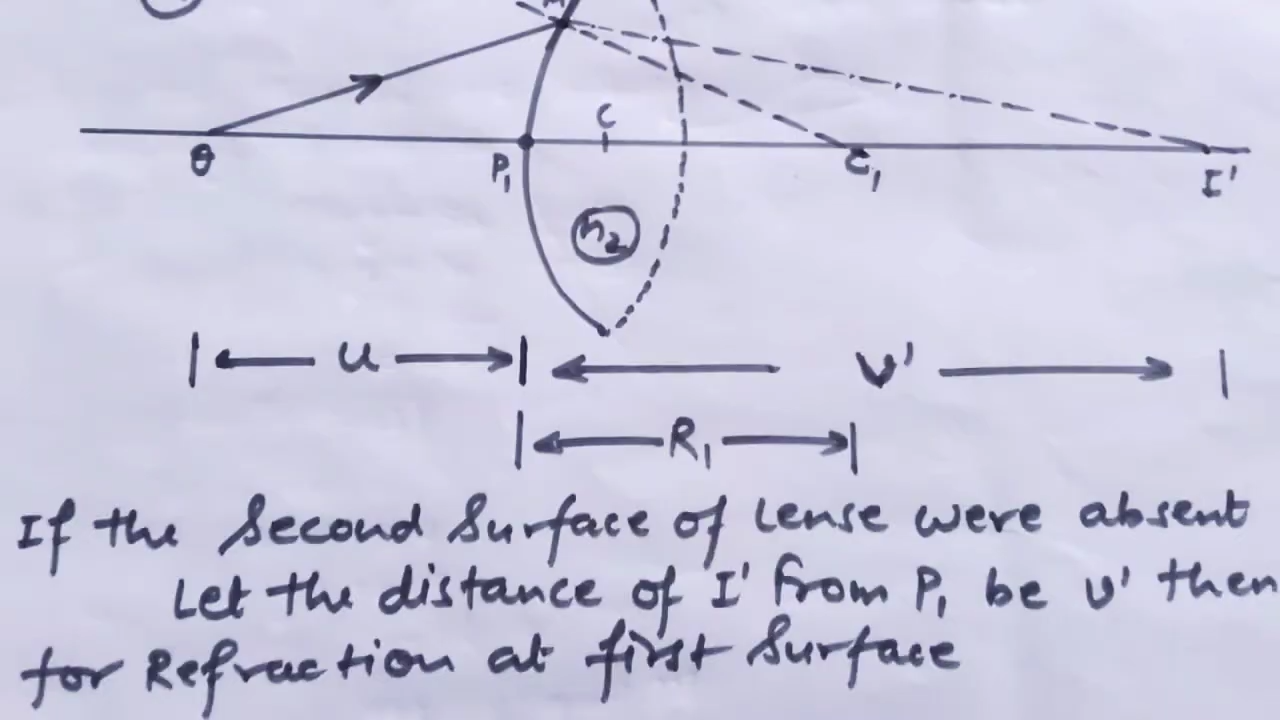 A
C
O P₁ C₁ I'
n₂
u v'
R₁
If the Second Surface of Lense were absent
Let the distance of I' from P₁ be v' then
for Refraction at first Surface